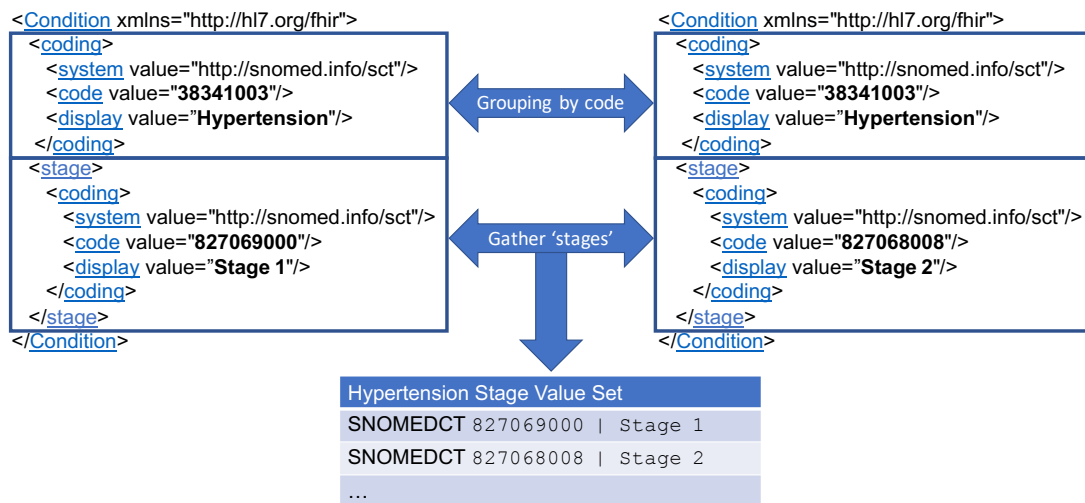 <Condition xmlns="http://hl7.org/fhir">
<coding>
<system value="http://snomed.info/sct"/>
<code value="38341003"/>
<display value=”Hypertension"/>
</coding>
<stage>
<coding>
<system value="http://snomed.info/sct"/>
<code value="827069000"/>
<display value=”Stage 1"/>
</coding>
</stage>
</Condition>
Grouping by code
Gather ‘stages’
<Condition xmlns="http://hl7.org/fhir">
<coding>
<system value="http://snomed.info/sct"/>
<code value="38341003"/>
<display value=”Hypertension"/>
</coding>
<stage>
<coding>
<system value="http://snomed.info/sct"/>
<code value="827068008"/>
<display value=”Stage 2"/>
</coding>
</stage>
</Condition>
Hypertension Stage Value Set
SNOMEDCT 827069000 | Stage 1
SNOMEDCT 827068008 | Stage 2
…